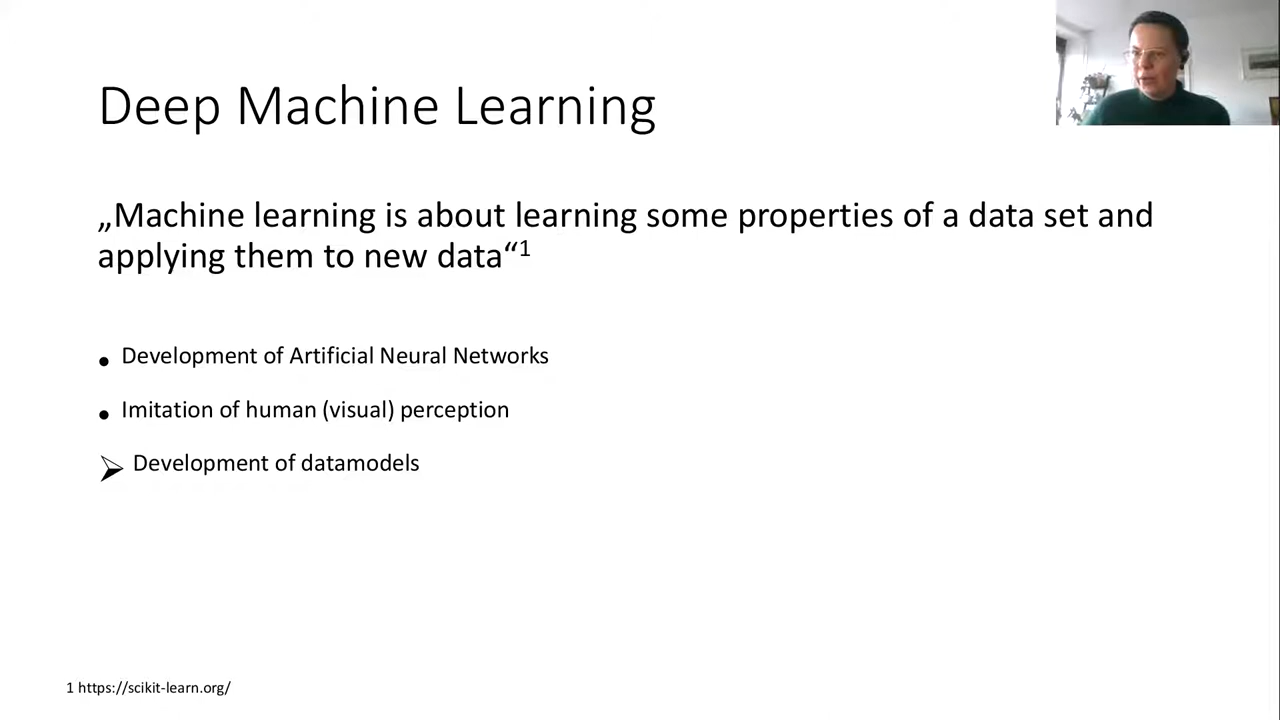 Deep Machine Learning
„Machine learning is about learning some properties of a data set and
applying them to new data“1
• Development of Artificial Neural Networks
• Imitation of human (visual) perception
➢ Development of datamodels
1 https://scikit-learn.org/